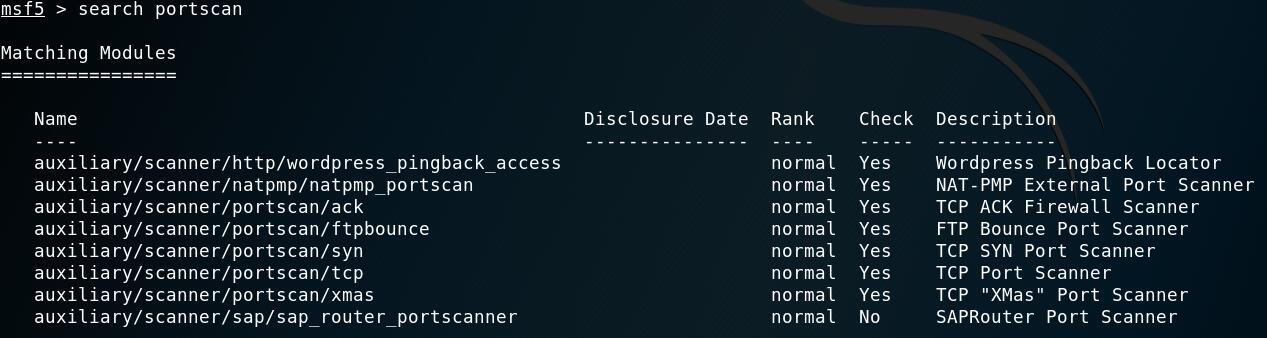 msf5 > search portscan
Matching Modules
================
Name Disclosure Date Rank Check Description
---- --------------- ---- ----- -----------
auxiliary/scanner/http/wordpress_pingback_access normal Yes Wordpress Pingback Locator
auxiliary/scanner/natpmp/natpmp_portscan normal Yes NAT-PMP External Port Scanner
auxiliary/scanner/portscan/ack normal Yes TCP ACK Firewall Scanner
auxiliary/scanner/portscan/ftpbounce normal Yes FTP Bounce Port Scanner
auxiliary/scanner/portscan/syn normal Yes TCP SYN Port Scanner
auxiliary/scanner/portscan/tcp normal Yes TCP Port Scanner
auxiliary/scanner/portscan/xmas normal Yes TCP "XMas" Port Scanner
auxiliary/scanner/sap/sap_router_portscanner normal No SAPRouter Port Scanner